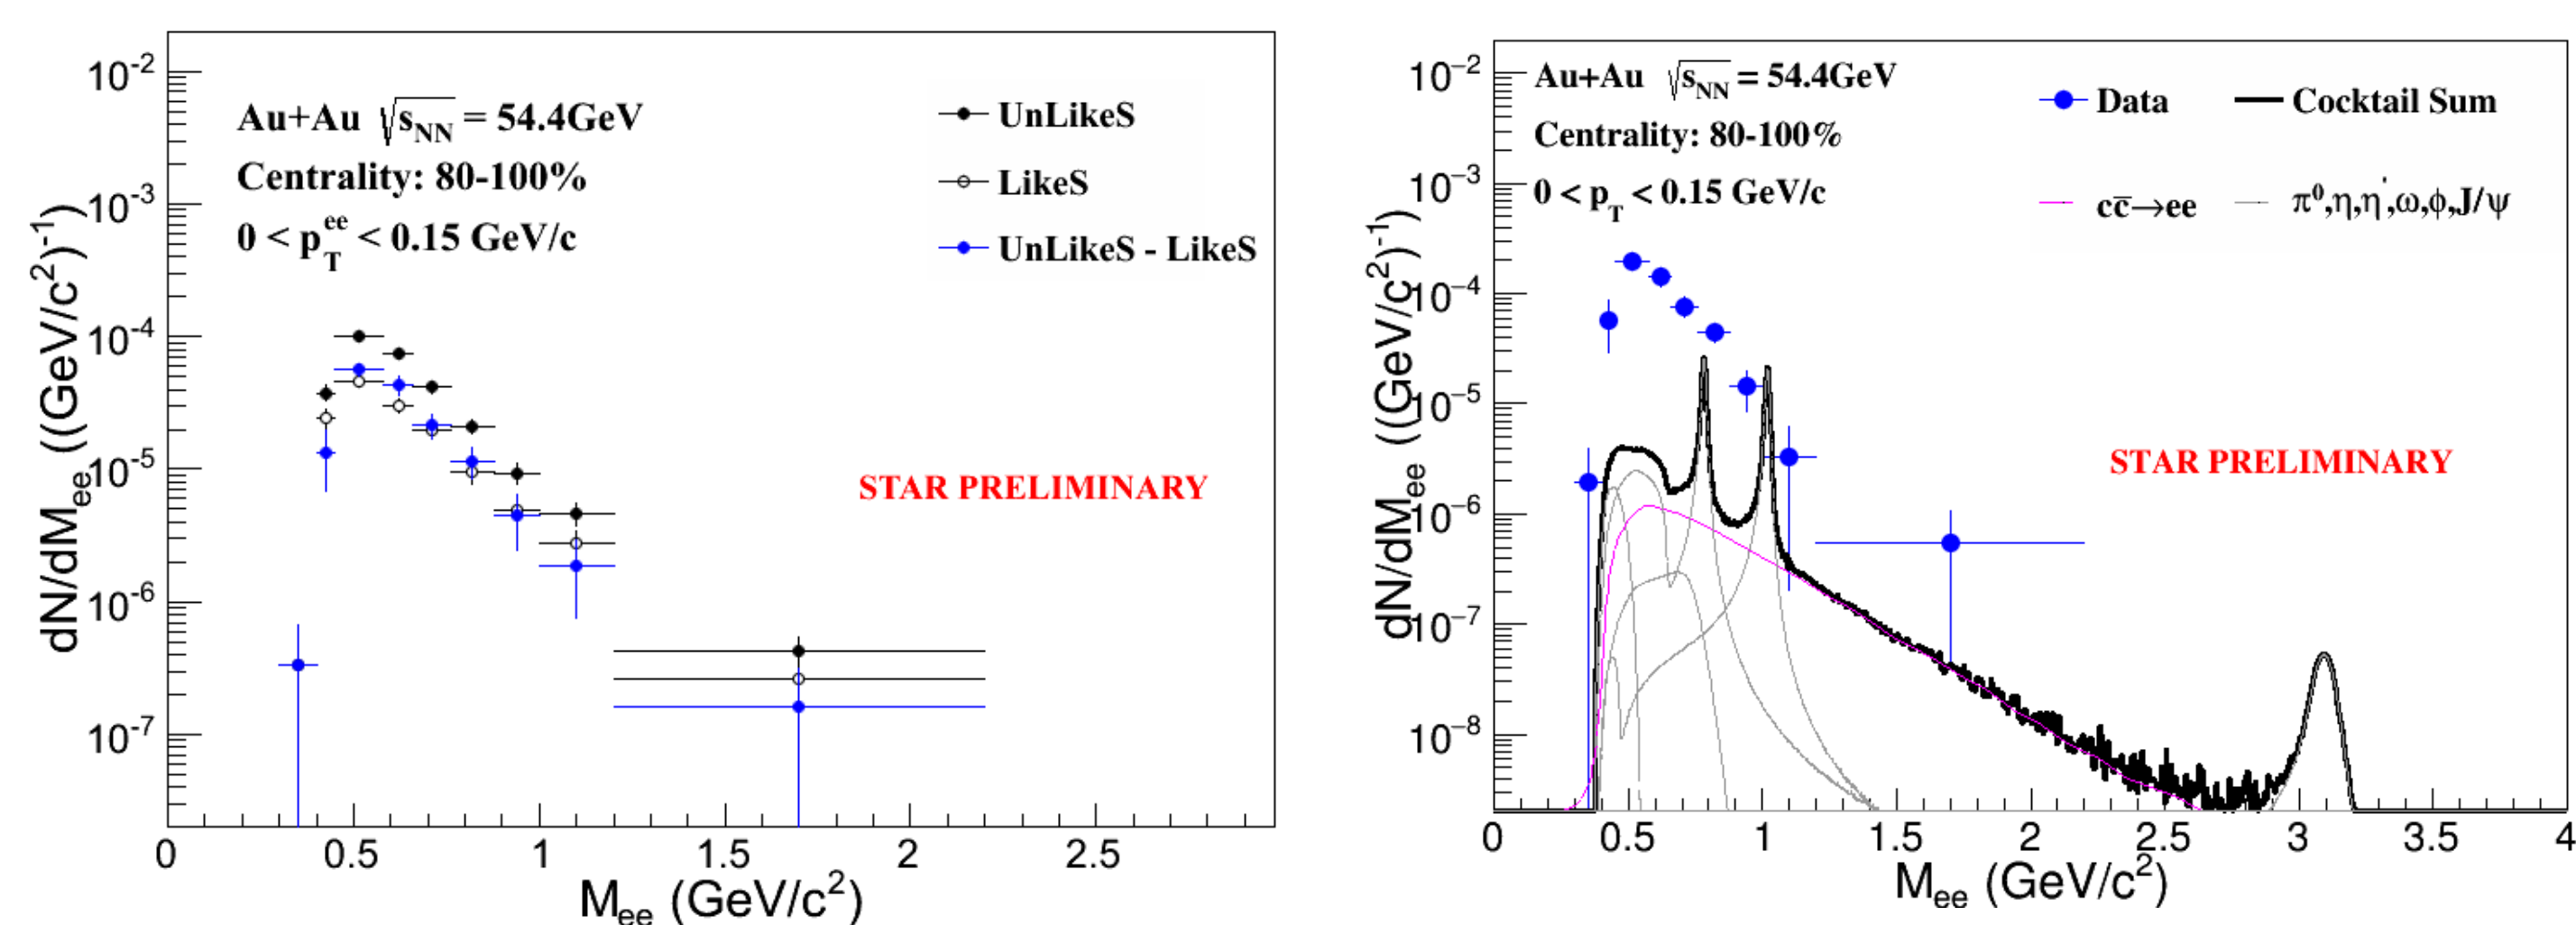 10⁻²
10⁻³
10⁻⁴
10⁻⁵
10⁻⁶
10⁻⁷
dN/dMₑₑ ((GeV/c²)⁻¹)
Au+Au √sNN = 54.4GeV
Centrality: 80-100%
0 < pTᵉᵉ < 0.15 GeV/c
UnLikeS
LikeS
UnLikeS - LikeS
STAR PRELIMINARY
0 0.5 1 1.5 2 2.5
Mₑₑ (GeV/c²)
10⁻²
10⁻³
10⁻⁴
10⁻⁵
10⁻⁶
10⁻⁷
10⁻⁸
dN/dMₑₑ ((GeV/c²)⁻¹)
Au+Au √sNN = 54.4GeV
Centrality: 80-100%
0 < pT < 0.15 GeV/c
Data Cocktail Sum
cc̅→ee π⁰,η,η′,ω,ϕ,J/ψ
STAR PRELIMINARY
0 0.5 1 1.5 2 2.5 3 3.5 4
Mₑₑ (GeV/c²)